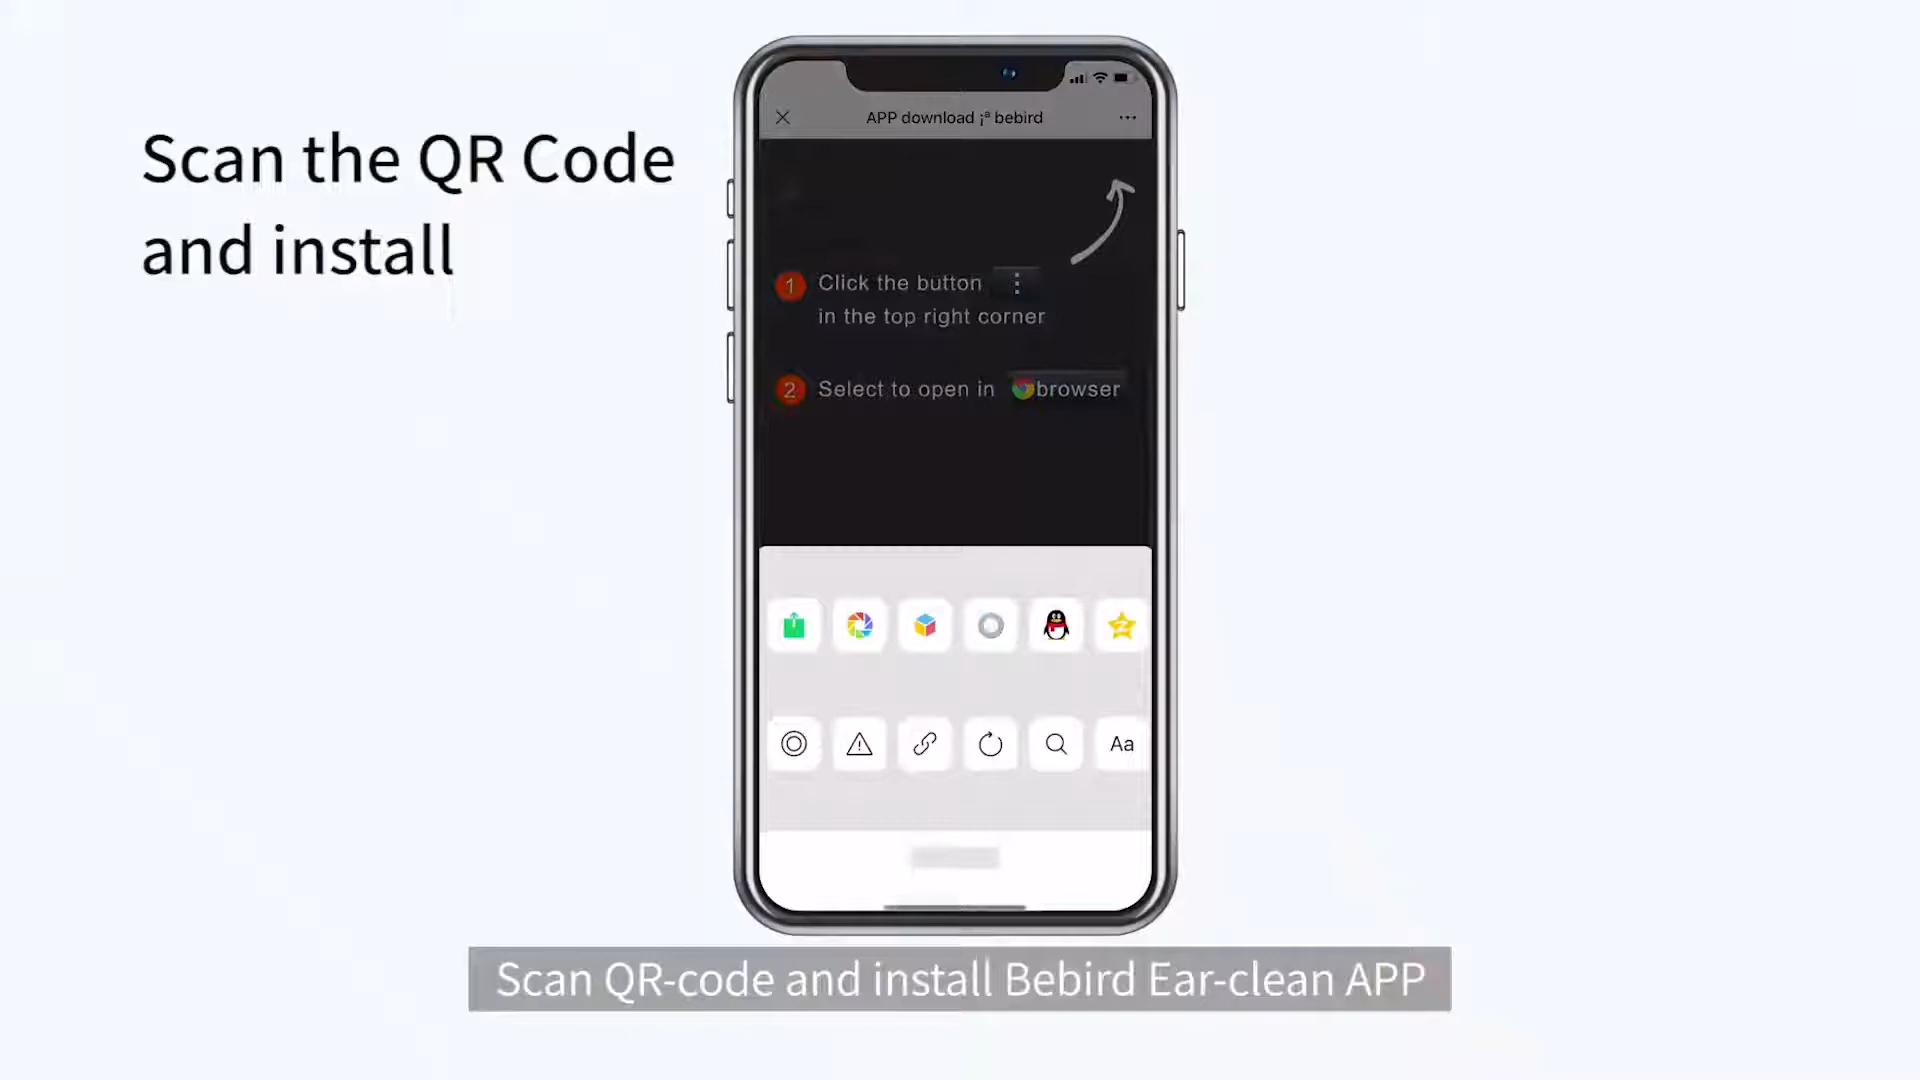 Scan the QR Code
and install
APP download ¡ª bebird
1 Click the button
in the top right corner
2 Select to open in browser
Aa
Scan QR-code and install Bebird Ear-clean APP